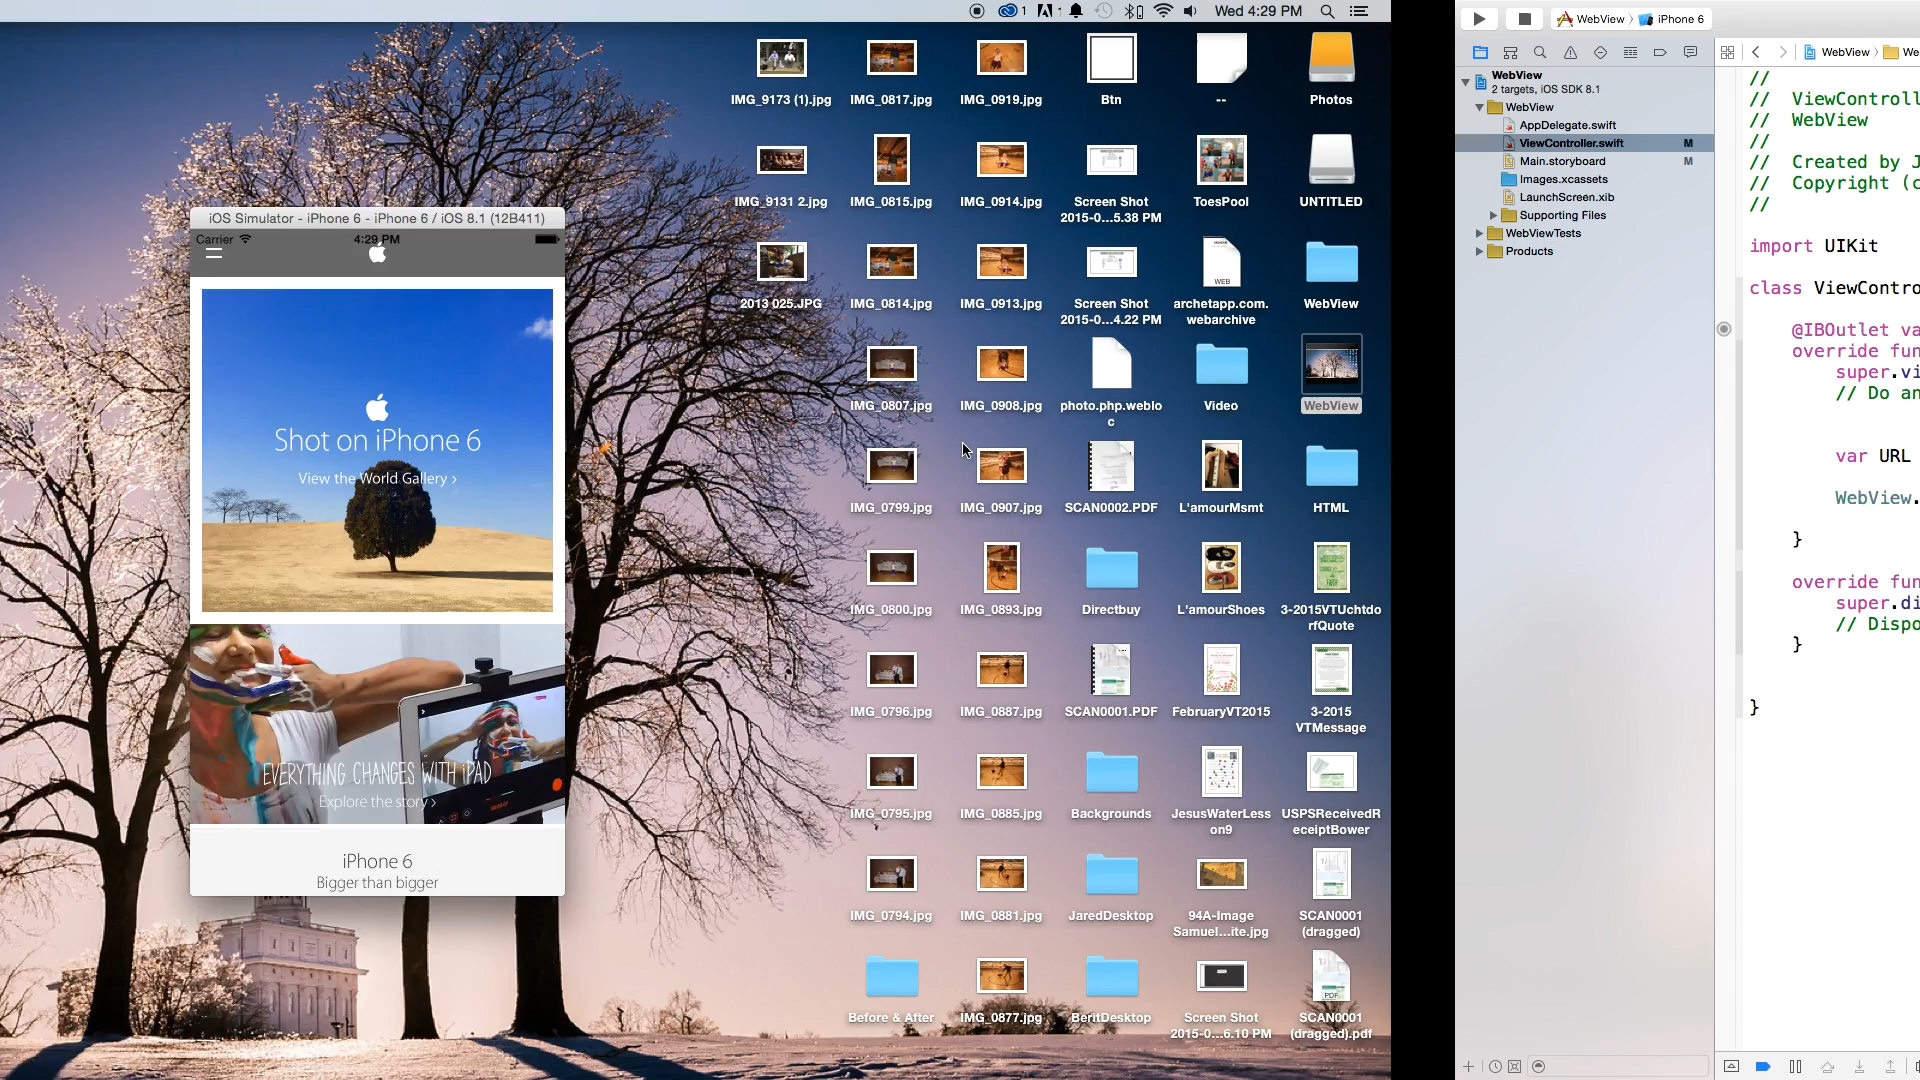 1
1
Wed 4:29 PM
IMG_9173 (1).jpg
IMG_0817.jpg
IMG_0919.jpg
Btn
--
Photos
IMG_9131 2.jpg
IMG_0815.jpg
IMG_0914.jpg
Screen Shot
2015-0...5.38 PM
ToesPool
UNTITLED
2013 025.JPG
IMG_0814.jpg
IMG_0913.jpg
Screen Shot
2015-0...4.22 PM
WEB
archetapp.com.
webarchive
WebView
IMG_0807.jpg
IMG_0908.jpg
photo.php.weblo
c
Video
WebView
IMG_0799.jpg
IMG_0907.jpg
SCAN0002.PDF
L'amourMsmt
HTML
IMG_0800.jpg
IMG_0893.jpg
Directbuy
L'amourShoes
3-2015VTUchtdo
rfQuote
IMG_0796.jpg
IMG_0887.jpg
SCAN0001.PDF
FebruaryVT2015
3-2015
VTMessage
IMG_0795.jpg
IMG_0885.jpg
Backgrounds
JesusWaterLess
on9
USPSReceivedR
eceiptBower
IMG_0794.jpg
IMG_0881.jpg
JaredDesktop
94A-Image
Samuel...ite.jpg
SCAN0001
(dragged)
Before & After
IMG_0877.jpg
BeritDesktop
Screen Shot
2015-0...6.10 PM
PDF
SCAN0001
(dragged).pdf
iOS Simulator - iPhone 6 - iPhone 6 / iOS 8.1 (12B411)
Carrier
4:29 PM
Shot on iPhone 6
View the World Gallery ›
EVERYTHING CHANGES WITH iPAD
Explore the story ›
iPhone 6
Bigger than bigger
WebView › iPhone 6
WebView
2 targets, iOS SDK 8.1
WebView
AppDelegate.swift
ViewController.swift M
Main.storyboard M
Images.xcassets
LaunchScreen.xib
Supporting Files
WebViewTests
Products
WebView › We
//
// ViewControll
// WebView
//
// Created by J
// Copyright (c
//
import UIKit
class ViewContro
@IBOutlet va
override fun
super.vi
// Do an
var URL
WebView.
}
override fun
super.di
// Dispo
}
}